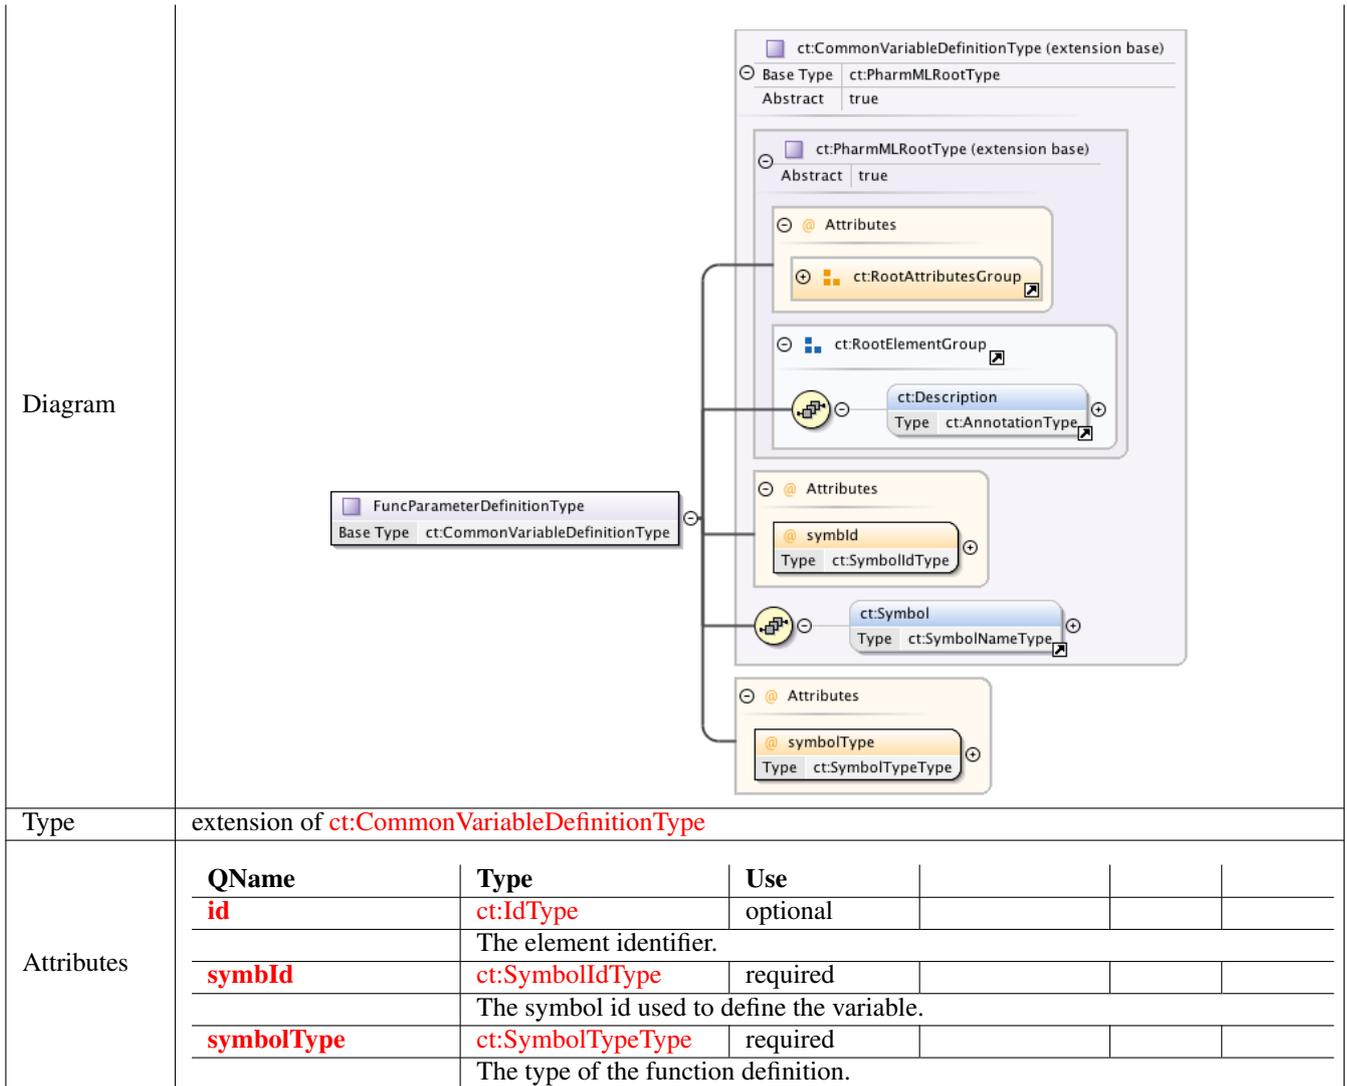 Diagram
ct:CommonVariableDefinitionType (extension base)
Base Type ct:PharmMLRootType
Abstract true
ct:PharmMLRootType (extension base)
Abstract true
@ Attributes
ct:RootAttributesGroup
ct:RootElementGroup
ct:Description
Type ct:AnnotationType
FuncParameterDefinitionType
Base Type ct:CommonVariableDefinitionType
@ Attributes
@ symbId
Type ct:SymbolIdType
ct:Symbol
Type ct:SymbolNameType
@ Attributes
@ symbolType
Type ct:SymbolTypeType
Type extension of ct:CommonVariableDefinitionType
Attributes
QName Type Use
id ct:IdType optional
The element identifier.
symbId ct:SymbolIdType required
The symbol id used to define the variable.
symbolType ct:SymbolTypeType required
The type of the function definition.